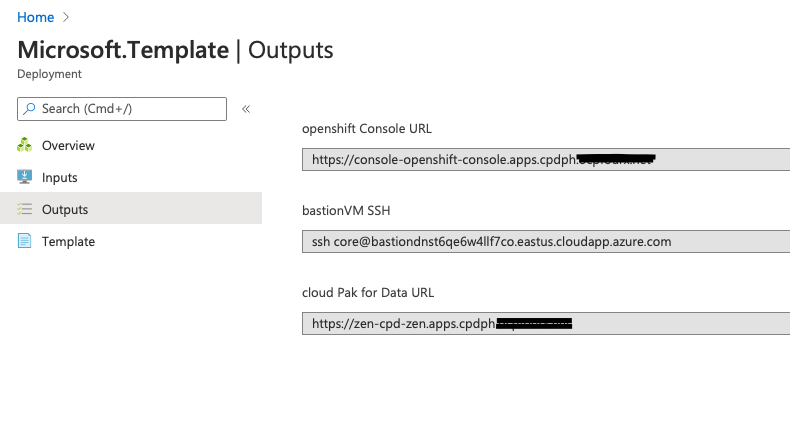 Home
Microsoft.Template | Outputs
Deployment
Search (Cmd+/)
Overview
Inputs
Outputs
Template
openshift Console URL
https://console-openshift-console.apps.cpdph.
bastionVM SSH
ssh core@bastiondnst6qe6w4llf7co.eastus.cloudapp.azure.com
cloud Pak for Data URL
https://zen-cpd-zen.apps.cpdph